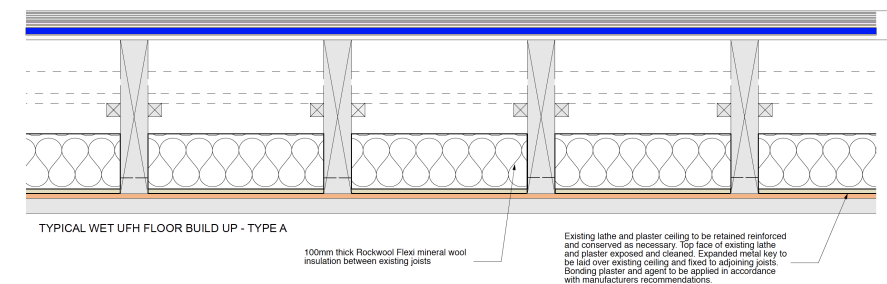 TYPICAL WET UFH FLOOR BUILD UP - TYPE A
100mm thick Rockwool Flexi mineral wool
insulation between existing joists
Existing lathe and plaster ceiling to be retained reinforced
and conserved as necessary. Top face of existing lathe
and plaster exposed and cleaned. Expanded metal key to
be laid over existing ceiling and fixed to adjoining joists.
Bonding plaster and agent to be applied in accordance
with manufacturers recommendations.